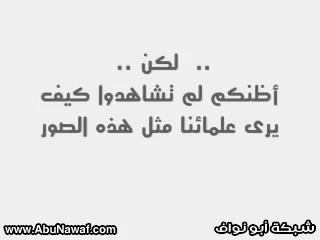 .. لكن ..
أظنكم لم تشاهدوا كيف
يرى علمائنا مثل هذه الصور
www.AbuNawaf.com
شبكة أبو نواف